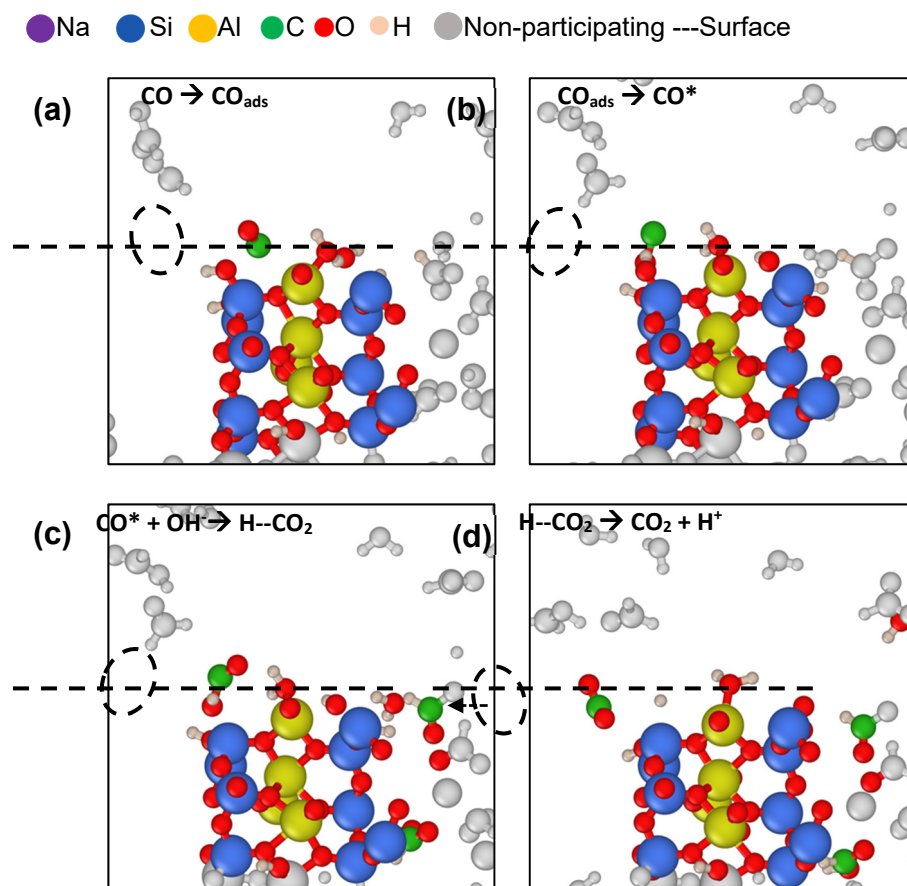 Na Si Al C O H Non-participating ---Surface
(a) CO → COads (b) COads → CO*
(c) CO* + OH- → H--CO2 (d) H--CO2 → CO2 + H+